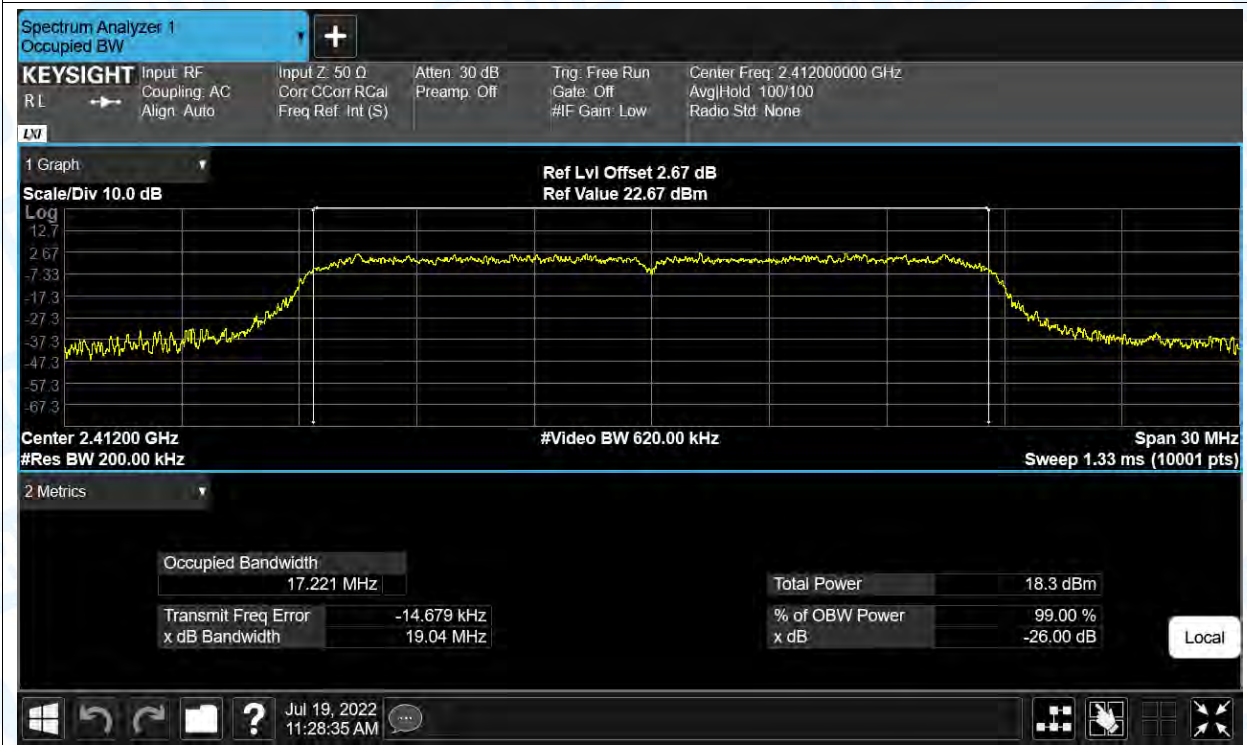 Spectrum Analyzer 1
Occupied BW
+
KEYSIGHT Input: RF Input Z: 50 Ω Atten: 30 dB Trig: Free Run Center Freq: 2.412000000 GHz
R L Coupling: AC Corr CCorr RCal Preamp: Off Gate: Off Avg|Hold: 100/100
Align: Auto Freq Ref: Int (S) #IF Gain: Low Radio Std: None
LXI
1 Graph
Ref Lvl Offset 2.67 dB
Scale/Div 10.0 dB Ref Value 22.67 dBm
Log
12.7
2.67
-7.33
-17.3
-27.3
-37.3
-47.3
-57.3
-67.3
Center 2.41200 GHz #Video BW 620.00 kHz Span 30 MHz
#Res BW 200.00 kHz Sweep 1.33 ms (10001 pts)
2 Metrics
Occupied Bandwidth
17.221 MHz Total Power 18.3 dBm
Transmit Freq Error -14.679 kHz % of OBW Power 99.00 %
x dB Bandwidth 19.04 MHz x dB -26.00 dB
Local
? Jul 19, 2022
11:28:35 AM